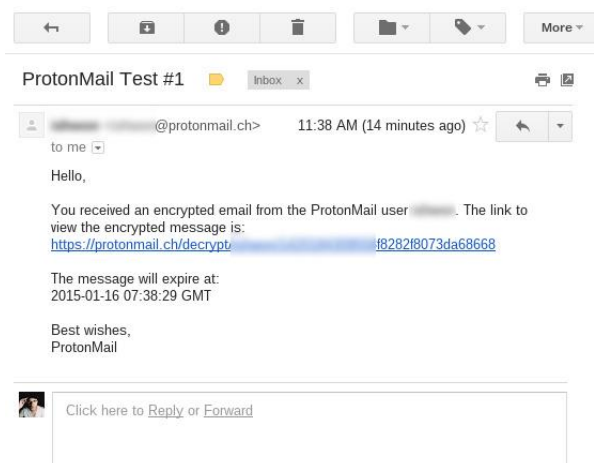 More
ProtonMail Test #1 Inbox x
@protonmail.ch> 11:38 AM (14 minutes ago)
to me
Hello,
You received an encrypted email from the ProtonMail user . The link to
view the encrypted message is:
https://protonmail.ch/decrypt/ f8282f8073da68668
The message will expire at:
2015-01-16 07:38:29 GMT
Best wishes,
ProtonMail
Click here to Reply or Forward